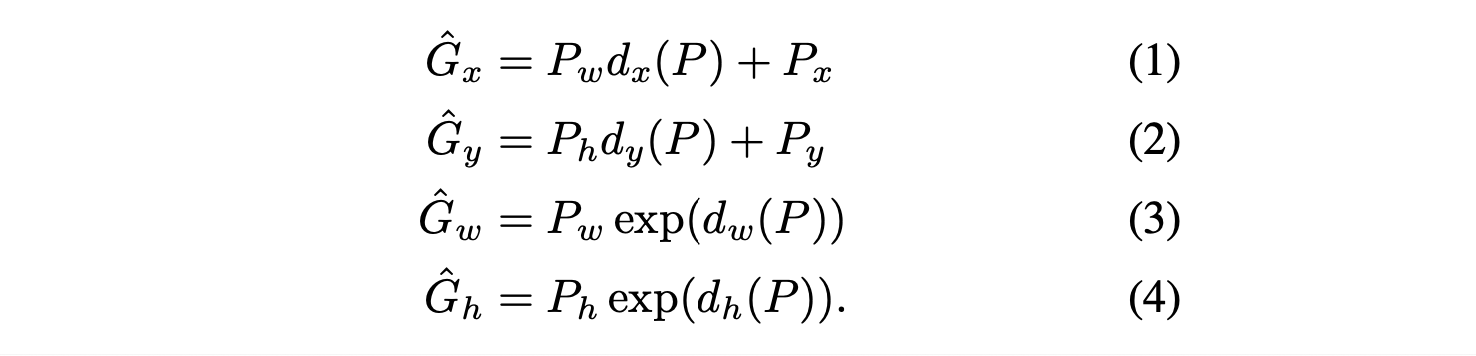 Ĝ_x = P_w d_x(P) + P_x (1)
Ĝ_y = P_h d_y(P) + P_y (2)
Ĝ_w = P_w exp(d_w(P)) (3)
Ĝ_h = P_h exp(d_h(P)). (4)